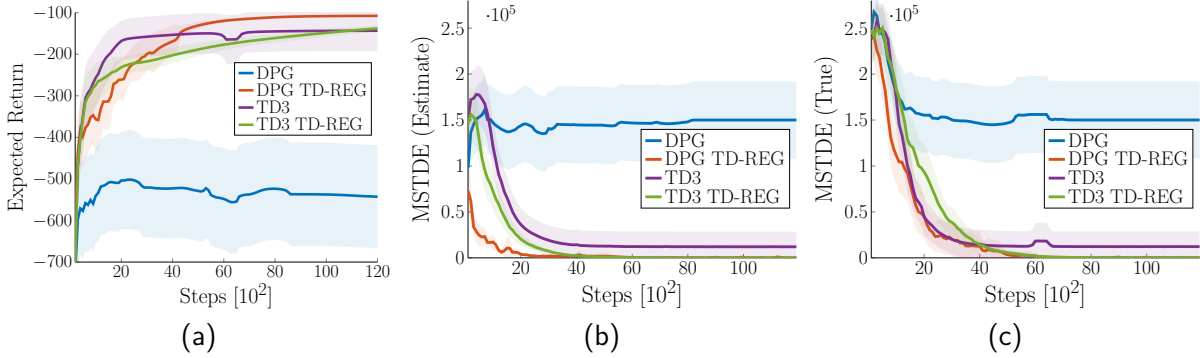 −100
−200
−300
−400
−500
−600
−700
Expected Return
20
40
60
80
100
120
Steps [10²]
DPG
DPG TD-REG
TD3
TD3 TD-REG
(a)
·10⁵
2.5
2
1.5
1
0.5
0
MSTDE (Estimate)
20
40
60
80
100
Steps [10²]
DPG
DPG TD-REG
TD3
TD3 TD-REG
(b)
·10⁵
2.5
2
1.5
1
0.5
0
MSTDE (True)
20
40
60
80
100
Steps [10²]
DPG
DPG TD-REG
TD3
TD3 TD-REG
(c)